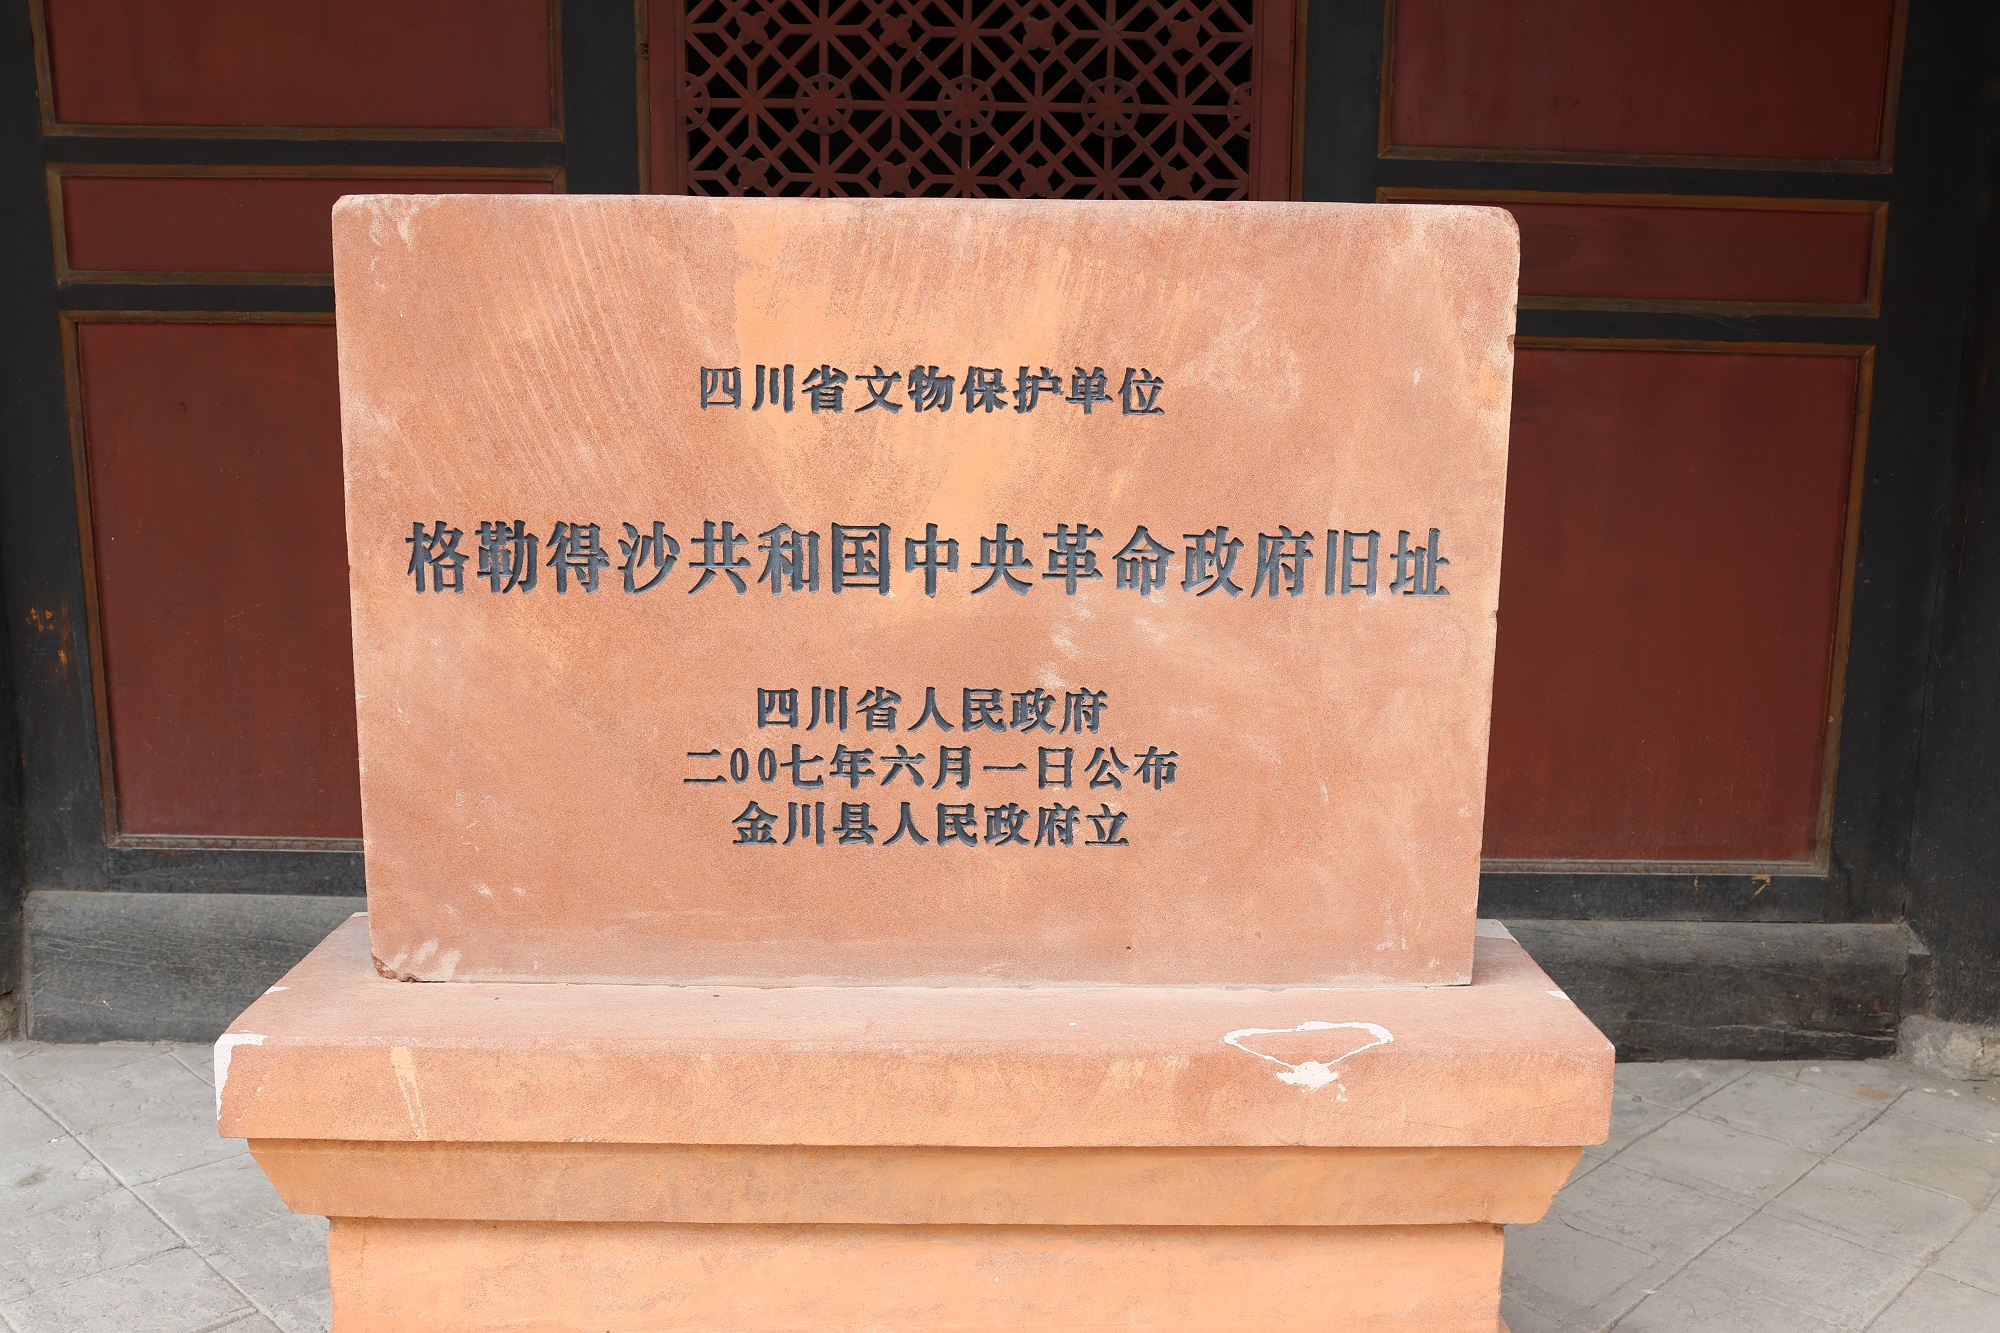 四川省文物保护单位
格勒得沙共和国中央革命政府旧址
四川省人民政府
二00七年六月一日公布
金川县人民政府立